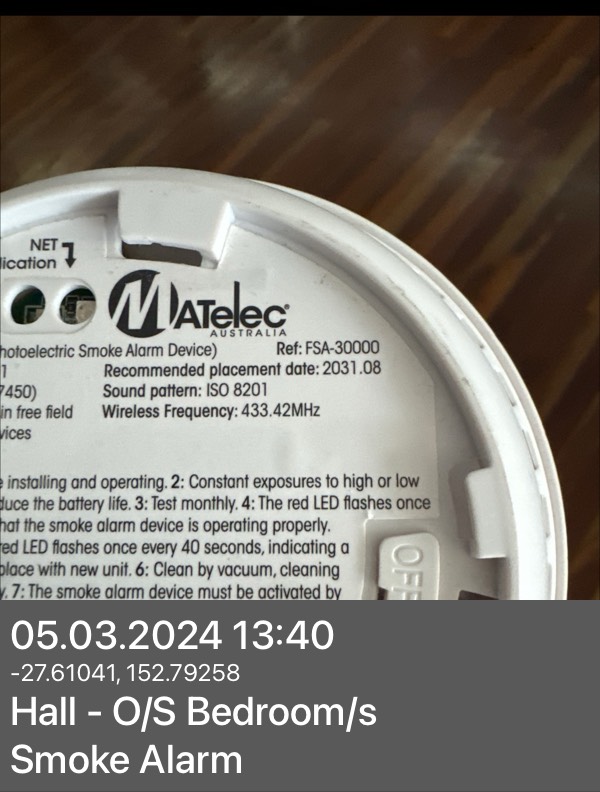 NET
lication
MATelec
AUSTRALIA
hotoelectric Smoke Alarm Device) Ref: FSA-30000
1 Recommended placement date: 2031.08
7450) Sound pattern: ISO 8201
in free field Wireless Frequency: 433.42MHz
vices
e installing and operating. 2: Constant exposures to high or low
duce the battery life. 3: Test monthly. 4: The red LED flashes once
hat the smoke alarm device is operating properly.
red LED flashes once every 40 seconds, indicating a
place with new unit. 6: Clean by vacuum, cleaning
y. 7: The smoke alarm device must be activated by
OFF
05.03.2024 13:40
-27.61041, 152.79258
Hall - O/S Bedroom/s
Smoke Alarm